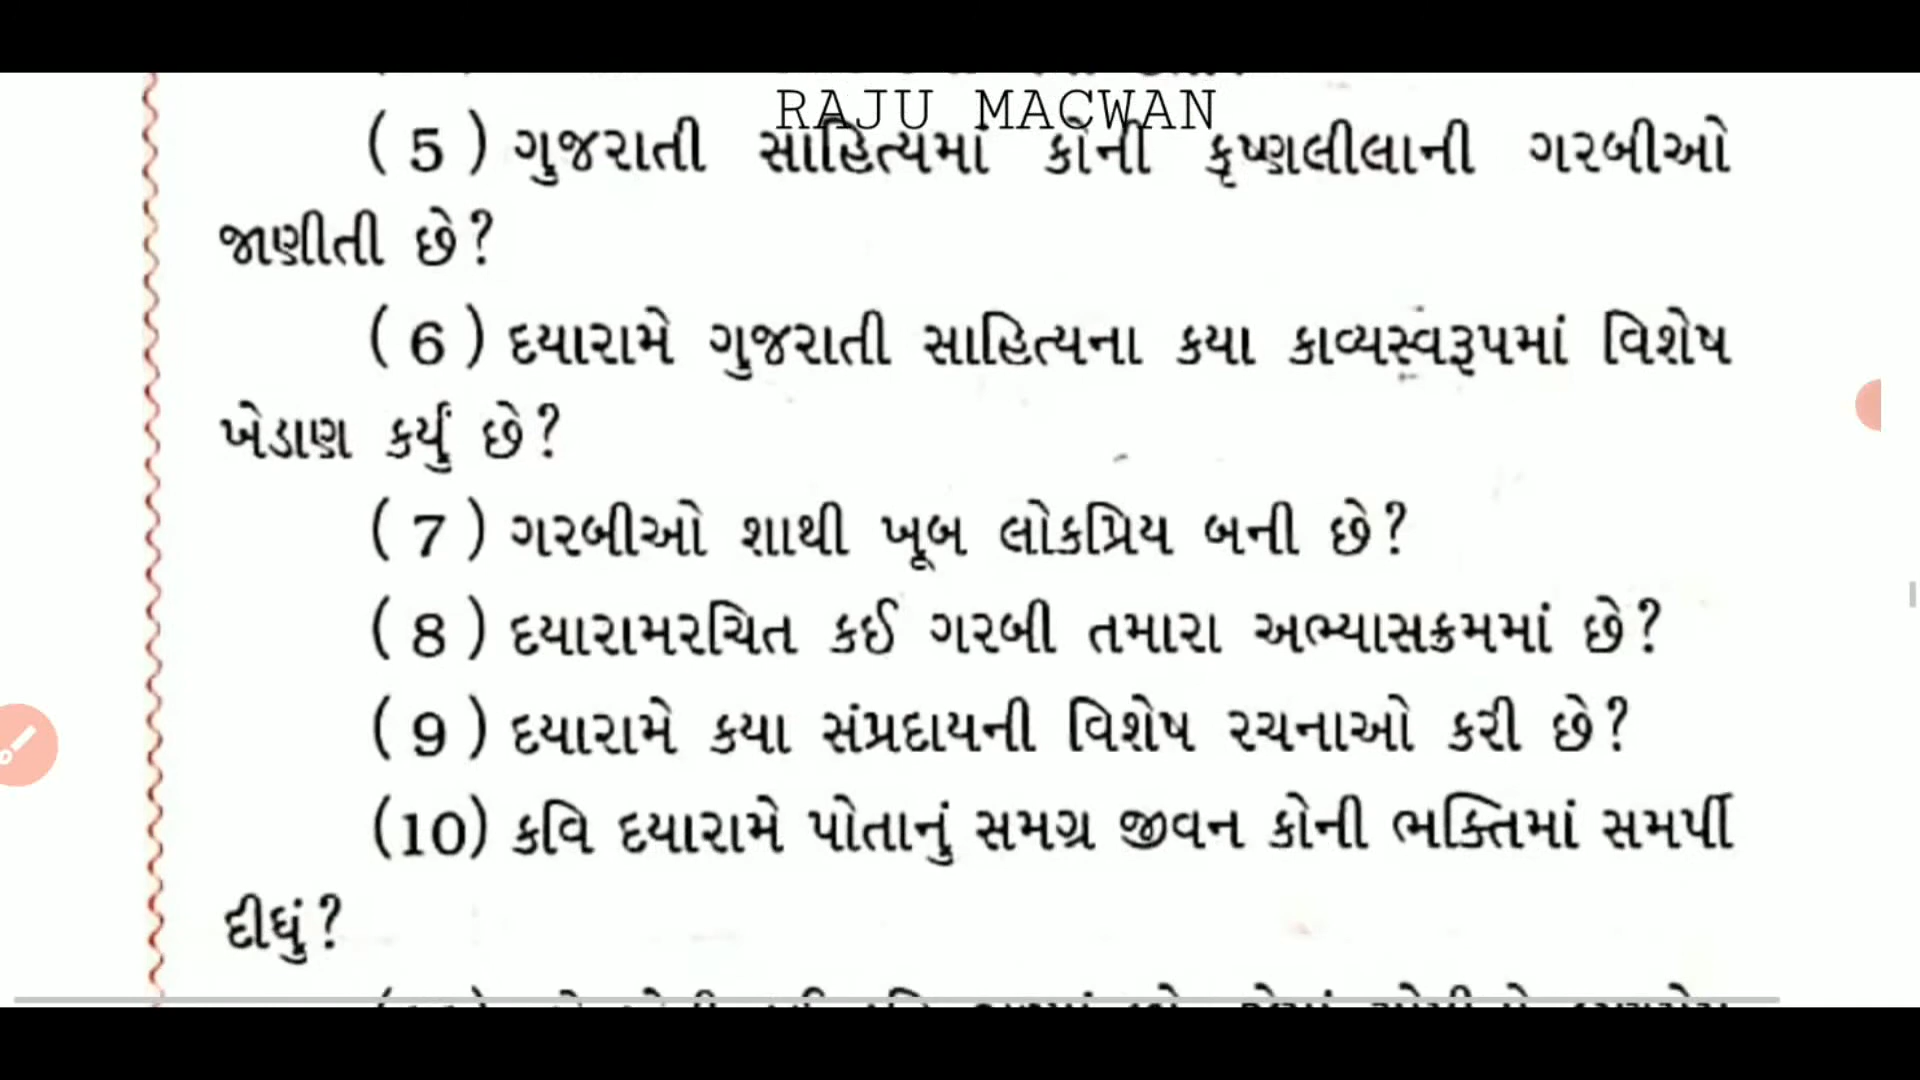 RAJU MACWAN
( 5 ) ગુજરાતી સાહિત્યમાં કોની કૃષ્ણલીલાની ગરબીઓ
જાણીતી છે?
( 6 ) દયારામે ગુજરાતી સાહિત્યના કયા કાવ્યસ્વરૂપમાં વિશેષ
ખેડાણ કર્યું છે?
( 7 ) ગરબીઓ શાથી ખૂબ લોકપ્રિય બની છે?
( 8 ) દયારામરચિત કઈ ગરબી તમારા અભ્યાસક્રમમાં છે?
( 9 ) દયારામે કયા સંપ્રદાયની વિશેષ રચનાઓ કરી છે?
(10) કવિ દયારામે પોતાનું સમગ્ર જીવન કોની ભક્તિમાં સમર્પી
દીધું?